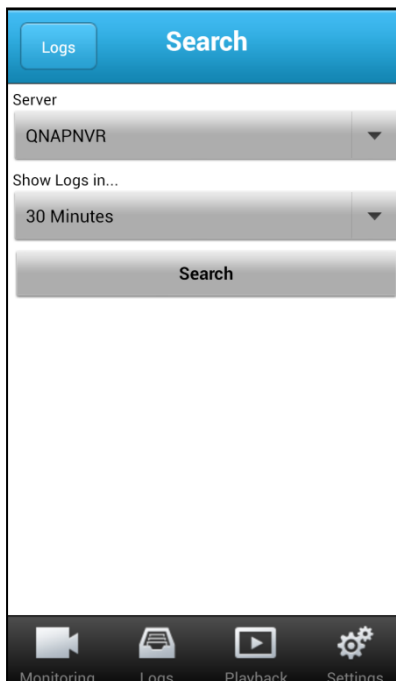 Logs
Search
Server
QNAPNVR
Show Logs in...
30 Minutes
Search
Monitoring Logs Playback Settings